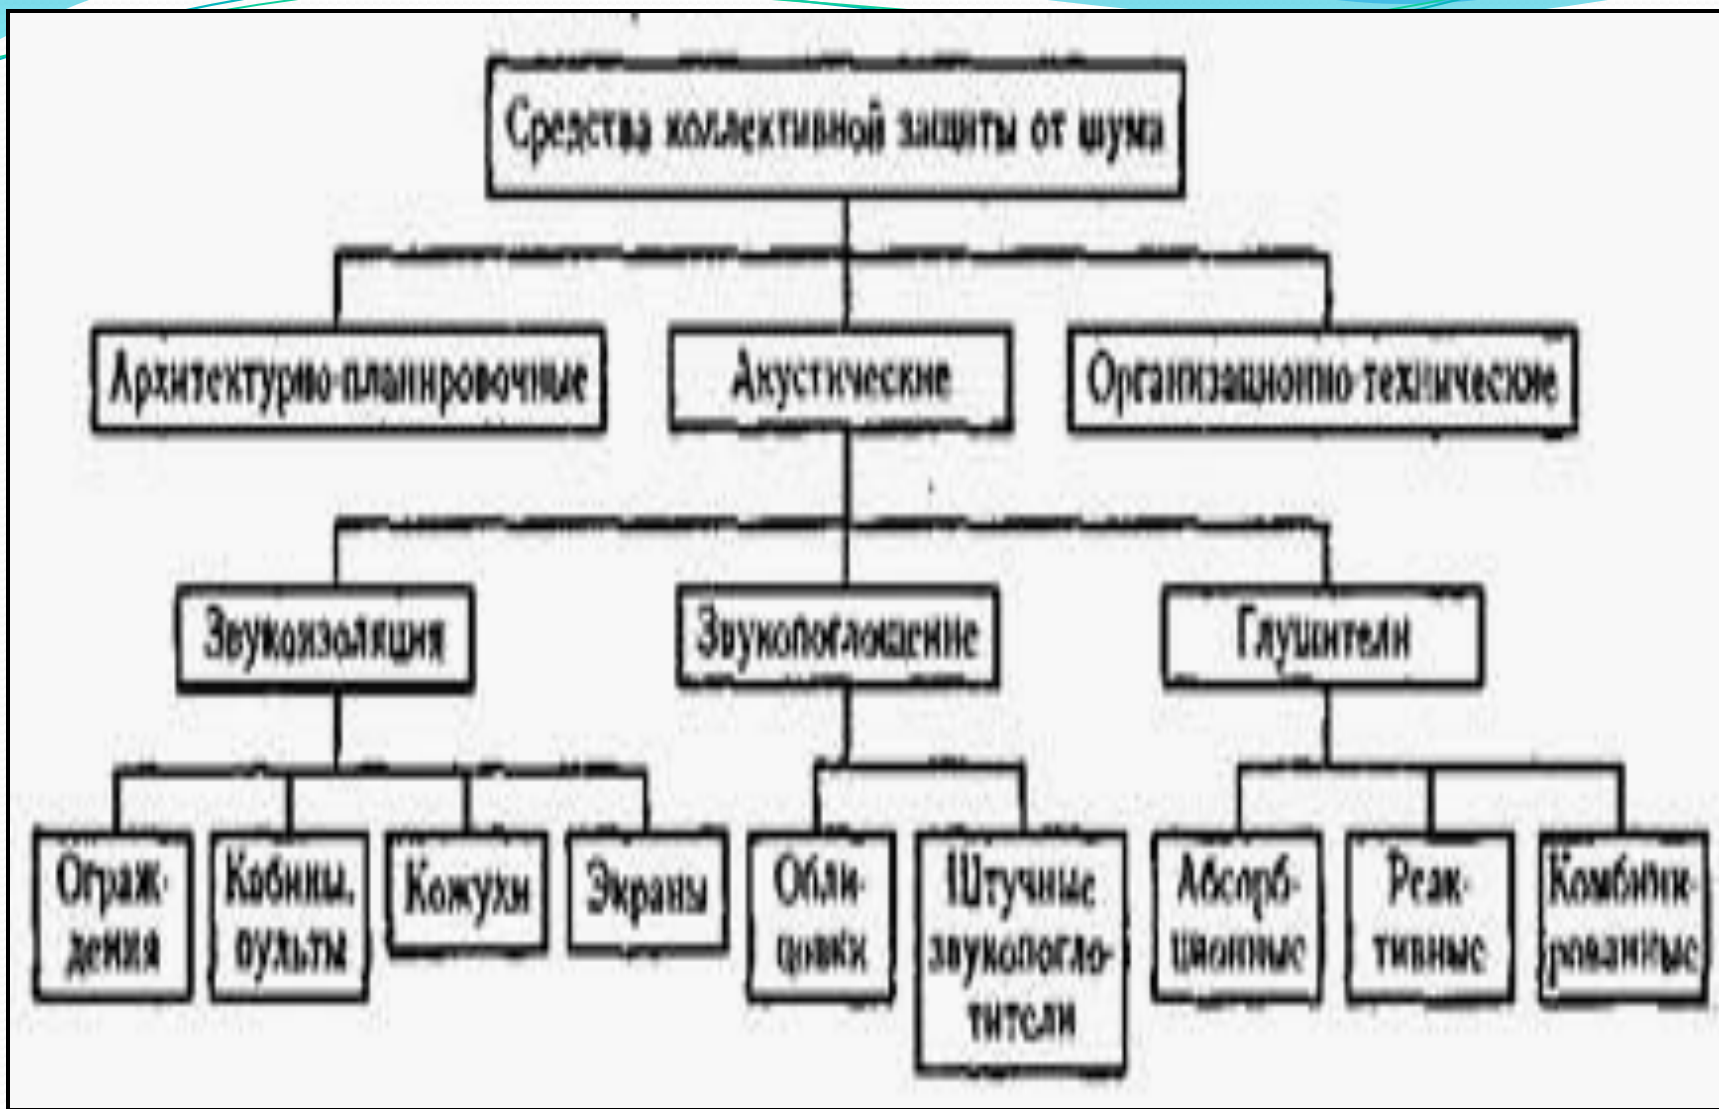 Средства коллективной защиты от шума
Архитектурно-планировочные
Акустические
Организационно-технические
Звукоизоляция
Звукопоглощение
Глушители
Ограж-
дения
Кабины,
пульты
Кожухи
Экраны
Обли-
цовки
Штучные
звукопогло-
тители
Абсорб-
ционные
Реак-
тивные
Комбини-
рованные